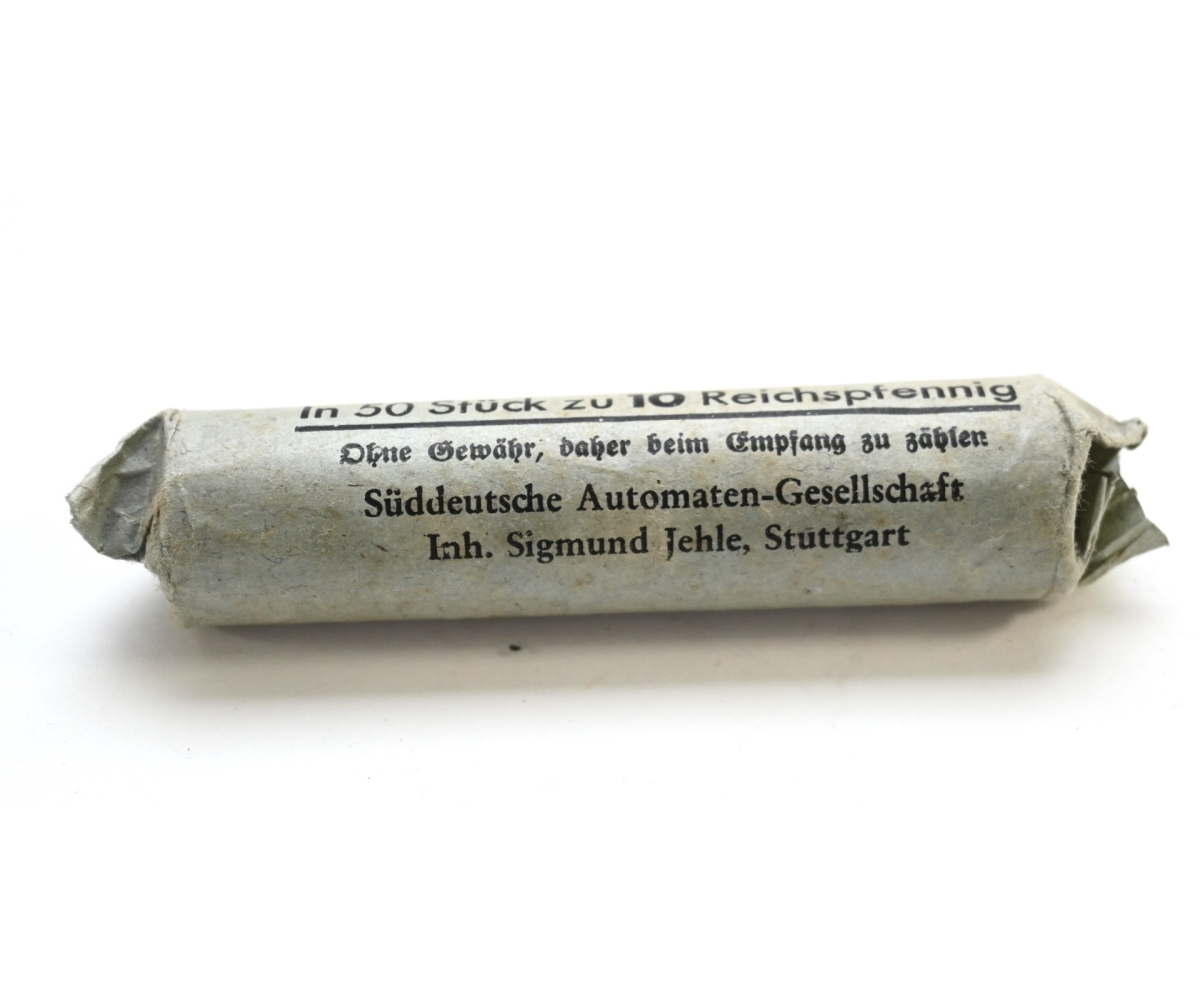 In 50 Stück zu 10 Reichspfennig
Ohne Gewähr, daher beim Empfang zu zählen
Süddeutsche Automaten-Gesellschaft
Inh. Sigmund Jehle, Stuttgart